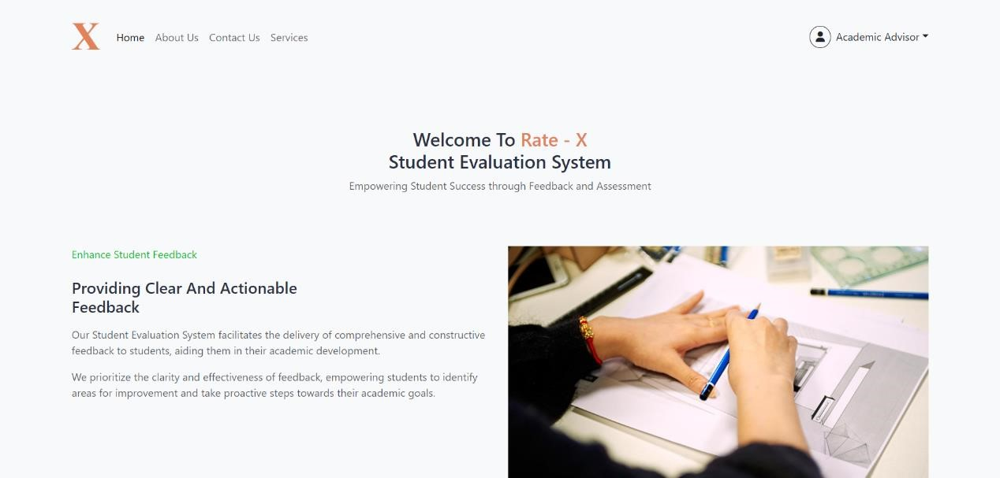 X
Home
About Us
Contact Us
Services
Academic Advisor
Welcome To Rate - X
Student Evaluation System
Empowering Student Success through Feedback and Assessment
Enhance Student Feedback
Providing Clear And Actionable
Feedback
Our Student Evaluation System facilitates the delivery of comprehensive and constructive
feedback to students, aiding them in their academic development.
We prioritize the clarity and effectiveness of feedback, empowering students to identify
areas for improvement and take proactive steps towards their academic goals.